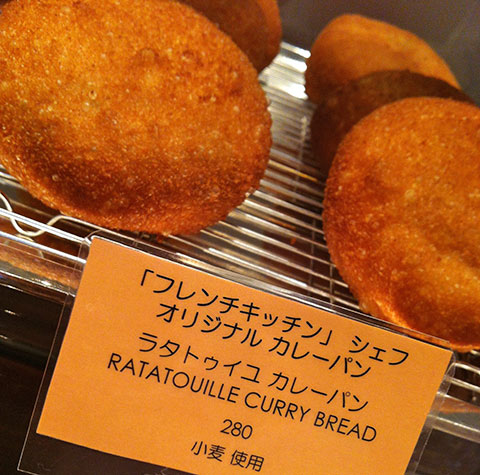 「フレンチキッチン」シェフ
オリジナル カレーパン
ラタトゥイユ カレーパン
RATATOUILLE CURRY BREAD
280
小麦 使用